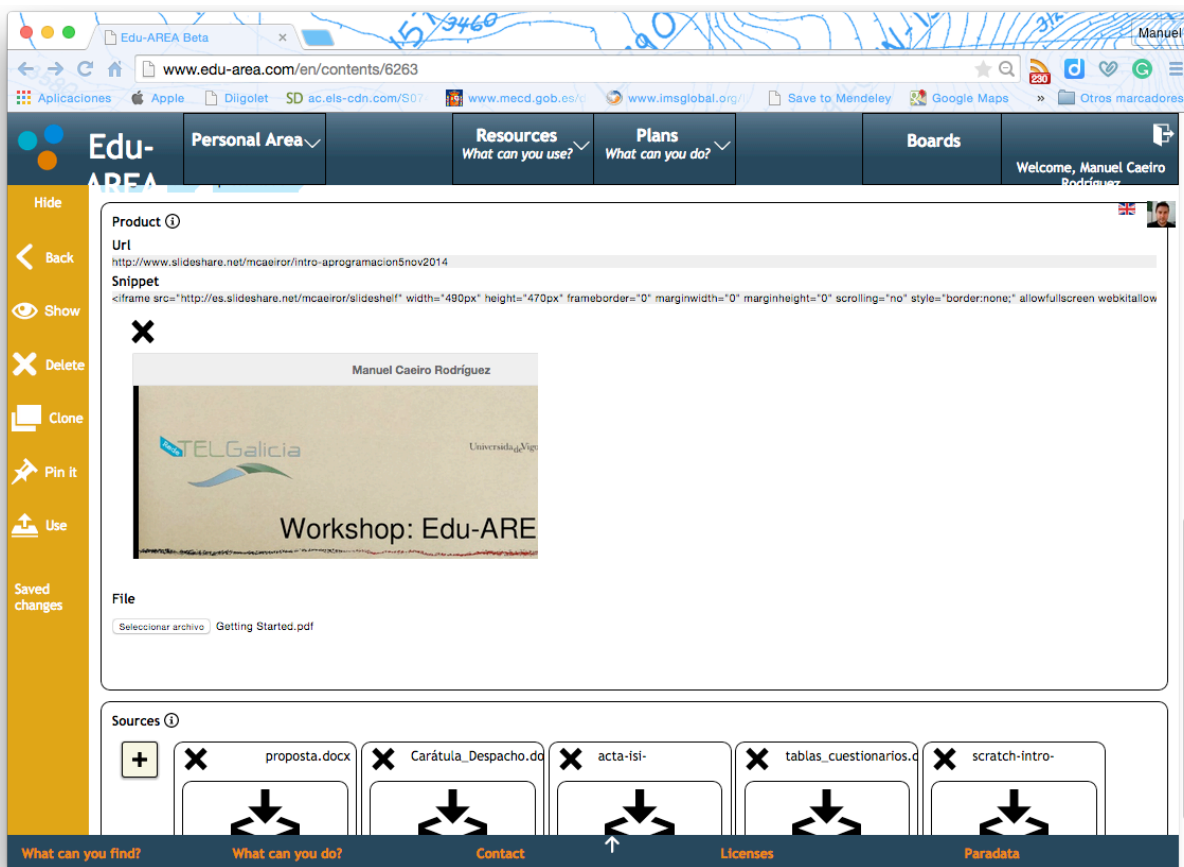 3460
Edu-AREA Beta
Manuel
www.edu-area.com/en/contents/6263
230
Aplicaciones Apple Diigolet SD ac.els-cdn.com/S07 www.mecd.gob.es/ www.imsglobal.org/ Save to Mendeley Google Maps » Otros marcadores
Edu-AREA
Personal Area
Resources
What can you use?
Plans
What can you do?
Boards
Welcome, Manuel Caeiro Rodríguez
Hide
Back
Show
Delete
Clone
Pin it
Use
Saved changes
Product
Url
http://www.slideshare.net/mcaeiror/intro-aprogramacion5nov2014
Snippet
<iframe src="http://es.slideshare.net/mcaeiror/slideshelf" width="490px" height="470px" frameborder="0" marginwidth="0" marginheight="0" scrolling="no" style="border:none;" allowfullscreen webkitallow
Manuel Caeiro Rodríguez
Rede TELGalicia
Universidade Vigo
Workshop: Edu-ARE
File
Seleccionar archivo Getting Started.pdf
Sources
+
proposta.docx
Carátula_Despacho.do
acta-isi-
tablas_cuestionarios.d
scratch-intro-
What can you find? What can you do? Contact Licenses Paradata